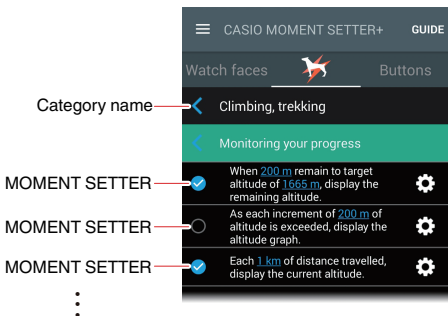 CASIO MOMENT SETTER+ GUIDE
Watch faces Buttons
Category name
Climbing, trekking
Monitoring your progress
MOMENT SETTER
When 200 m remain to target
altitude of 1665 m, display the
remaining altitude.
MOMENT SETTER
As each increment of 200 m of
altitude is exceeded, display the
altitude graph.
MOMENT SETTER
Each 1 km of distance travelled,
display the current altitude.